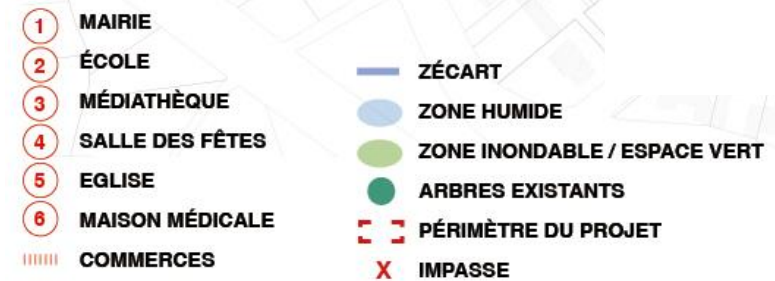 1 MAIRIE
2 ÉCOLE
3 MÉDIATHÈQUE
4 SALLE DES FÊTES
5 EGLISE
6 MAISON MÉDICALE
COMMERCES
ZÉCART
ZONE HUMIDE
ZONE INONDABLE / ESPACE VERT
ARBRES EXISTANTS
PÉRIMÈTRE DU PROJET
X IMPASSE